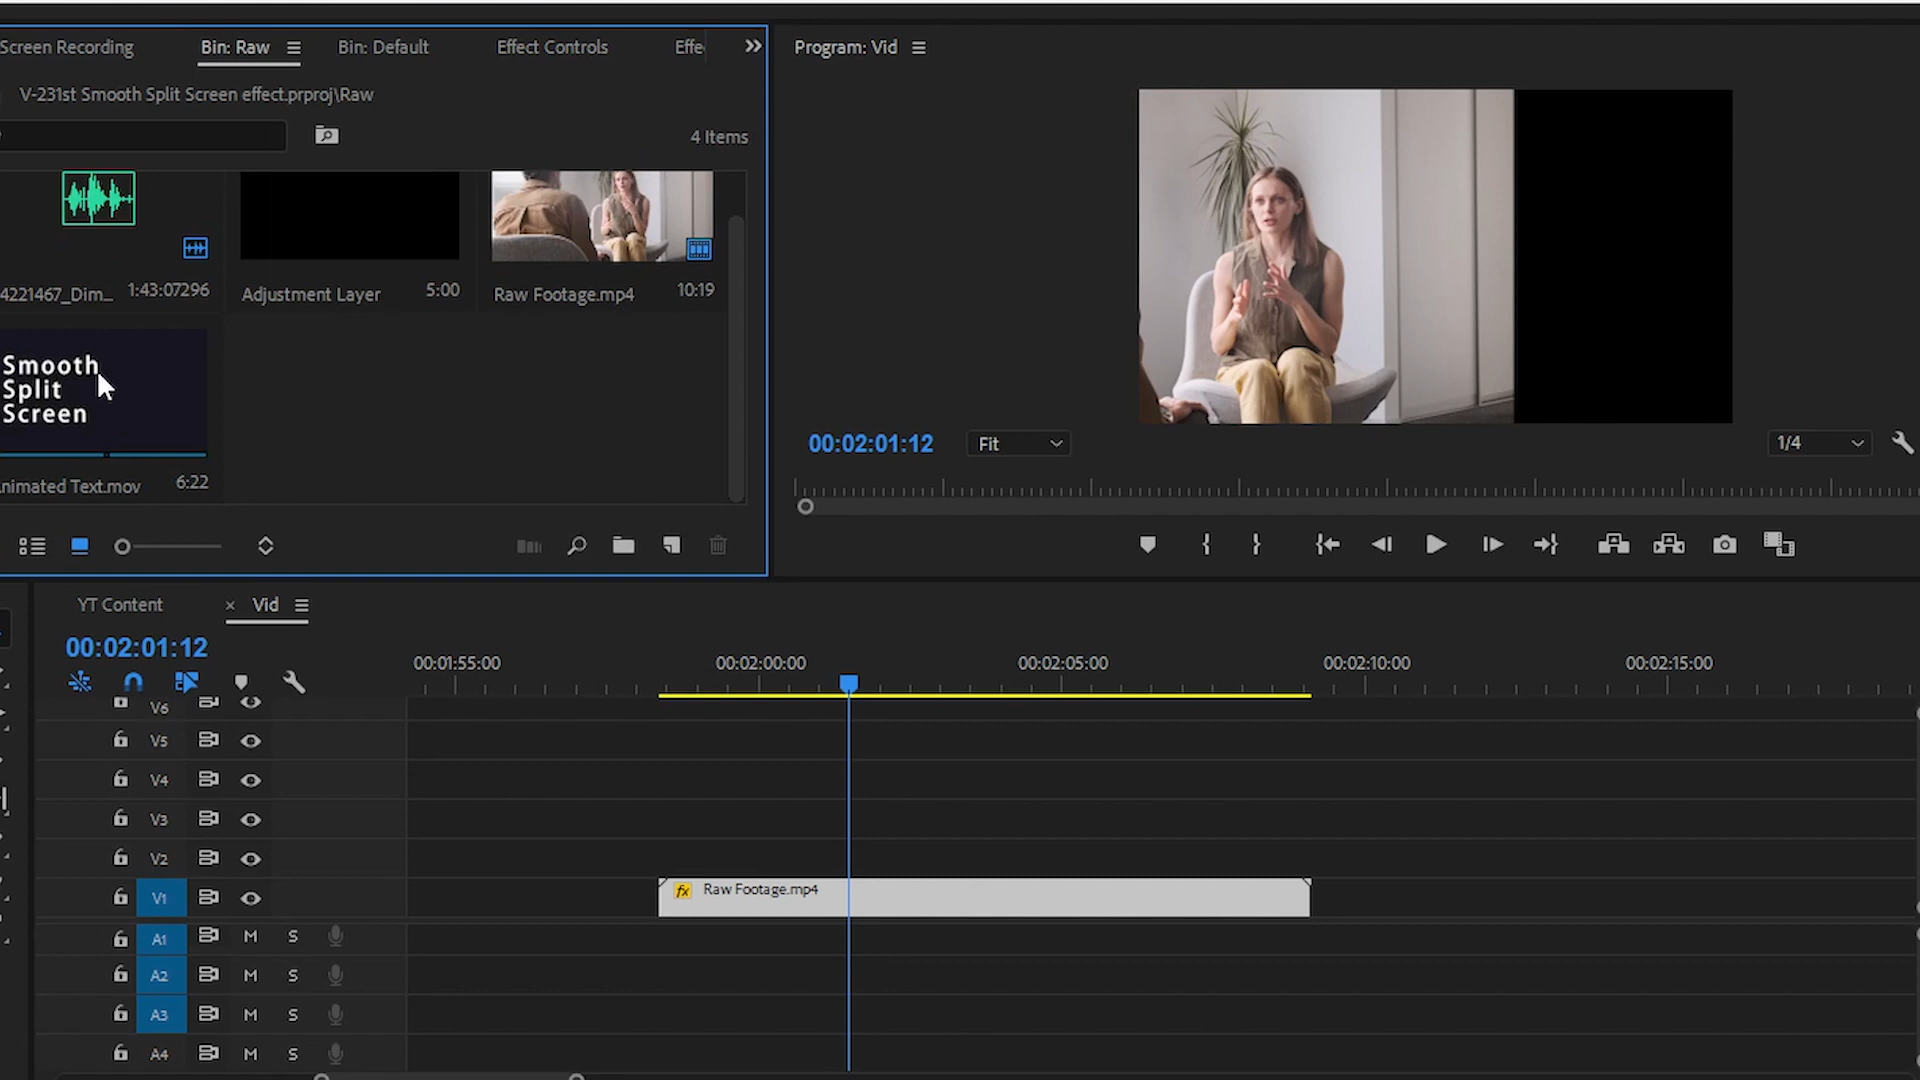 Screen Recording
Bin: Raw
Bin: Default
Effect Controls
Effe
Program: Vid
V-231st Smooth Split Screen effect.prproj\Raw
4 Items
4221467_Dim... 1:43:07296
Adjustment Layer 5:00
Raw Footage.mp4 10:19
Smooth
Split
Screen
nimated Text.mov 6:22
00:02:01:12
Fit
1/4
YT Content
× Vid
00:02:01:12
00:01:55:00
00:02:00:00
00:02:05:00
00:02:10:00
00:02:15:00
V6
V5
V4
V3
V2
V1
fx Raw Footage.mp4
A1 M S
A2 M S
A3 M S
A4 M S